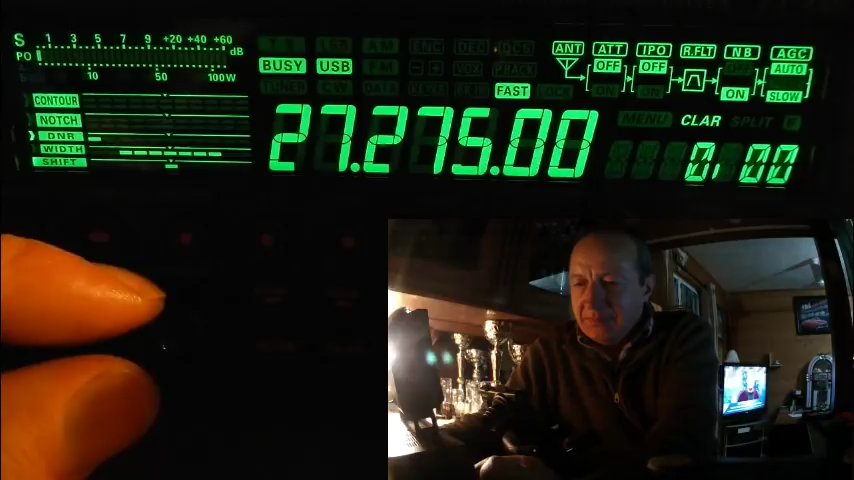 S 1 3 5 7 9 +20 +40 +60 dB
PO 10 50 100W
BUSY USB
FAST
ANT ATT IPO R.FLT NB AGC
OFF OFF AUTO
ON SLOW
CONTOUR
NOTCH
DNR
WIDTH
SHIFT
27.275.00
MENU CLAR SPLIT
0.00